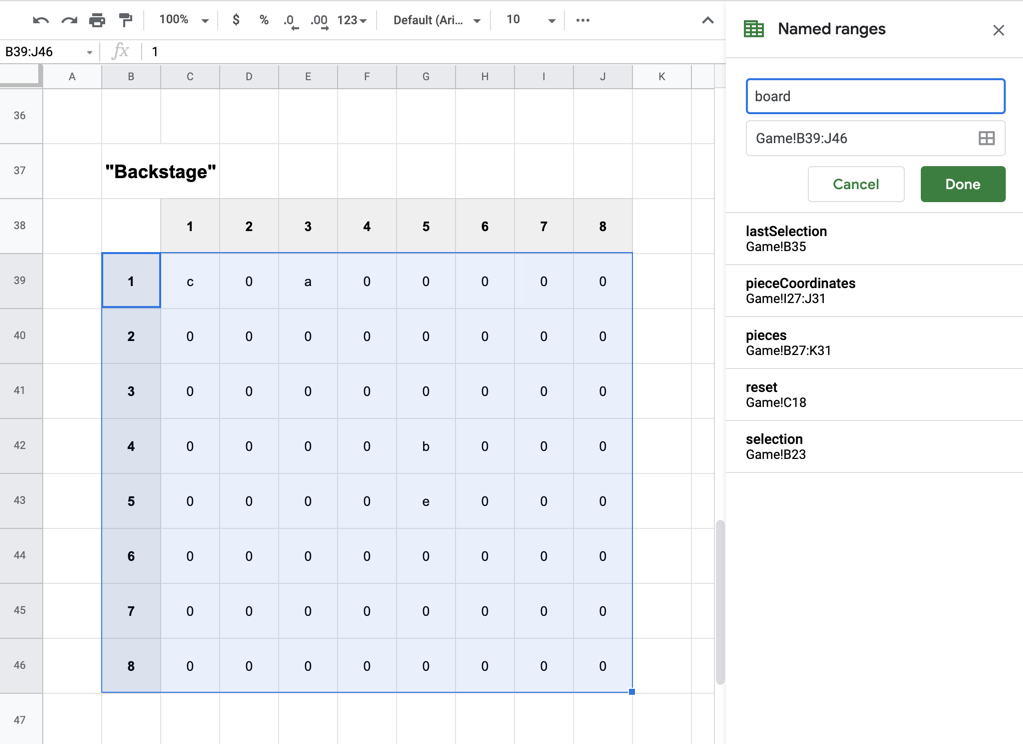 100% $ % .0 .00 123 Default (Ari... 10 ...
B39:J46 fx 1
A B C D E F G H I J K
36
37 "Backstage"
38 1 2 3 4 5 6 7 8
39 1 c 0 a 0 0 0 0 0
40 2 0 0 0 0 0 0 0 0
41 3 0 0 0 0 0 0 0 0
42 4 0 0 0 0 b 0 0 0
43 5 0 0 0 0 e 0 0 0
44 6 0 0 0 0 0 0 0 0
45 7 0 0 0 0 0 0 0 0
46 8 0 0 0 0 0 0 0 0
47
Named ranges
board
Game!B39:J46
Cancel Done
lastSelection
Game!B35
pieceCoordinates
Game!I27:J31
pieces
Game!B27:K31
reset
Game!C18
selection
Game!B23